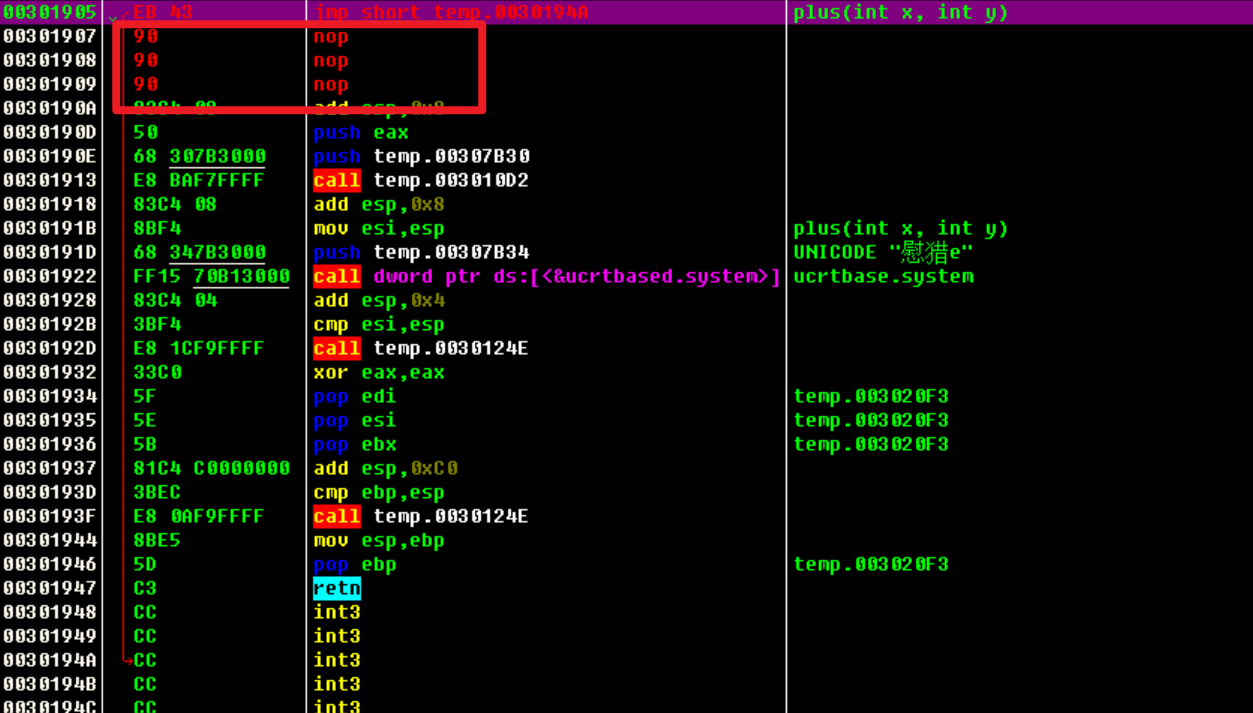 00301905 EB 43 jmp short temp.0030194A plus(int x, int y)
00301907 90 nop
00301908 90 nop
00301909 90 nop
0030190A 83C4 08 add esp,0x8
0030190D 50 push eax
0030190E 68 307B3000 push temp.00307B30
00301913 E8 BAF7FFFF call temp.003010D2
00301918 83C4 08 add esp,0x8
0030191B 8BF4 mov esi,esp plus(int x, int y)
0030191D 68 347B3000 push temp.00307B34 UNICODE "慰猎e"
00301922 FF15 70B13000 call dword ptr ds:[<&ucrtbased.system>] ucrtbase.system
00301928 83C4 04 add esp,0x4
0030192B 3BF4 cmp esi,esp
0030192D E8 1CF9FFFF call temp.0030124E
00301932 33C0 xor eax,eax
00301934 5F pop edi temp.003020F3
00301935 5E pop esi temp.003020F3
00301936 5B pop ebx temp.003020F3
00301937 81C4 C0000000 add esp,0xC0
0030193D 3BEC cmp ebp,esp
0030193F E8 0AF9FFFF call temp.0030124E
00301944 8BE5 mov esp,ebp
00301946 5D pop ebp temp.003020F3
00301947 C3 retn
00301948 CC int3
00301949 CC int3
0030194A CC int3
0030194B CC int3
0030194C CC int3